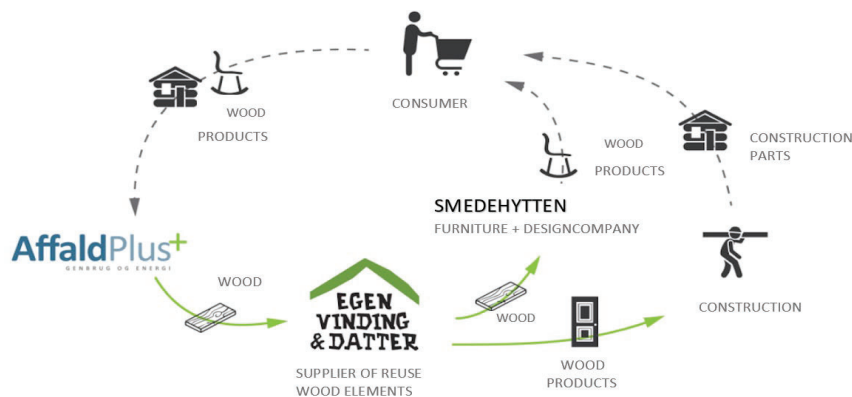 CONSUMER
WOOD
PRODUCTS
WOOD
PRODUCTS
CONSTRUCTION
PARTS
SMEDEHYTTEN
FURNITURE + DESIGNCOMPANY
AffaldPlus+
GENBRUG OG ENERGI
WOOD
EGEN
VINDING
& DATTER
SUPPLIER OF REUSE
WOOD ELEMENTS
WOOD
WOOD
PRODUCTS
CONSTRUCTION